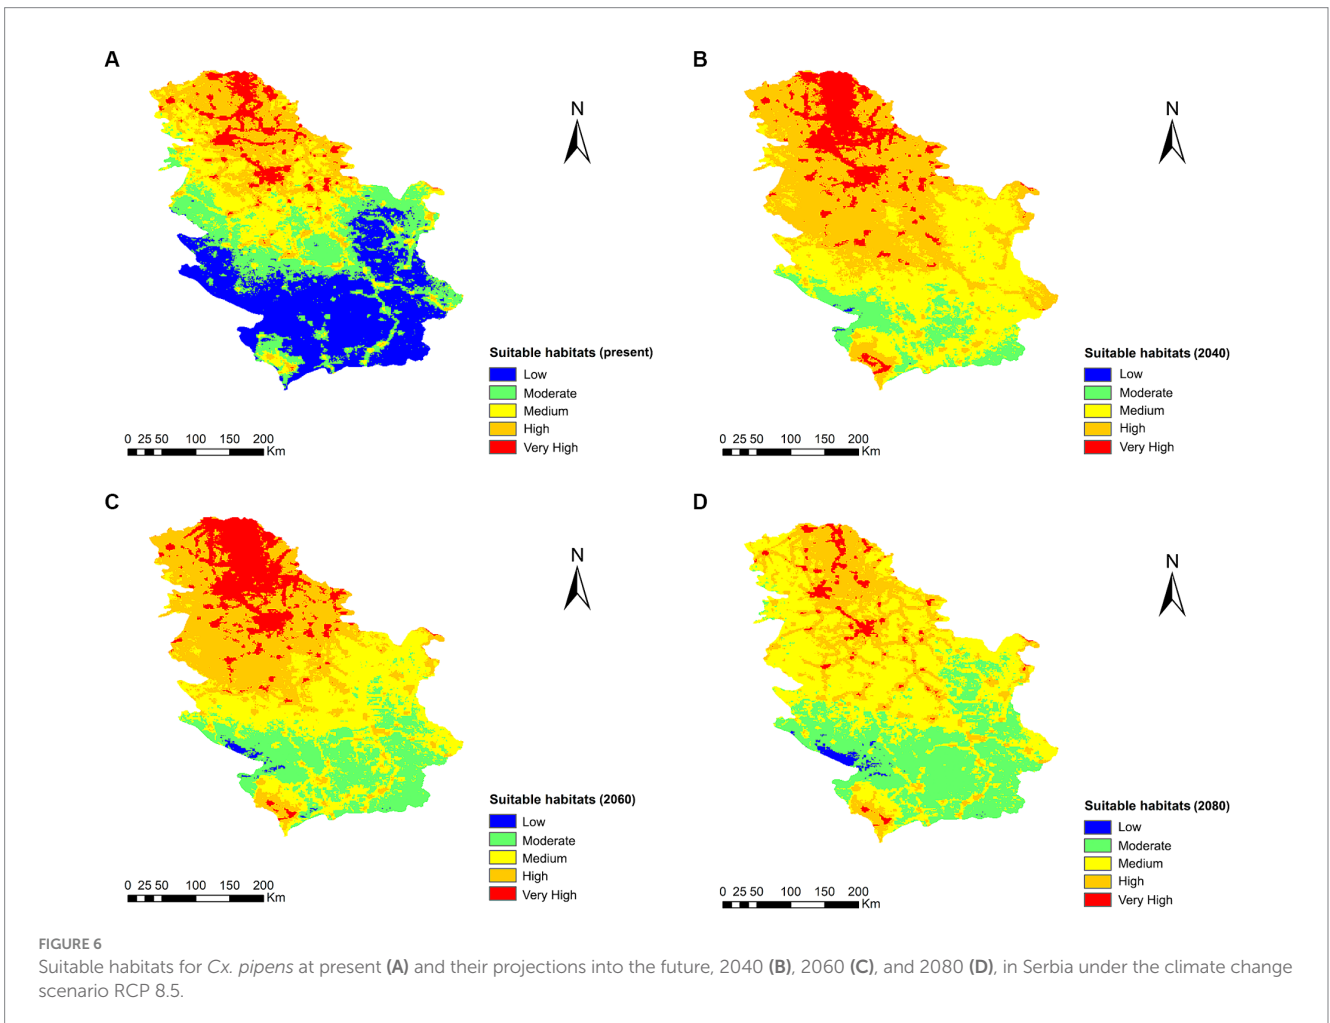 A
N
Suitable habitats (present)
Low
Moderate
Medium
High
Very High
0 25 50 100 150 200
Km
B
N
Suitable habitats (2040)
Low
Moderate
Medium
High
Very High
0 25 50 100 150 200
Km
C
N
Suitable habitats (2060)
Low
Moderate
Medium
High
Very High
0 25 50 100 150 200
Km
D
N
Suitable habitats (2080)
Low
Moderate
Medium
High
Very High
0 25 50 100 150 200
Km
FIGURE 6
Suitable habitats for Cx. pipens at present (A) and their projections into the future, 2040 (B), 2060 (C), and 2080 (D), in Serbia under the climate change
scenario RCP 8.5.